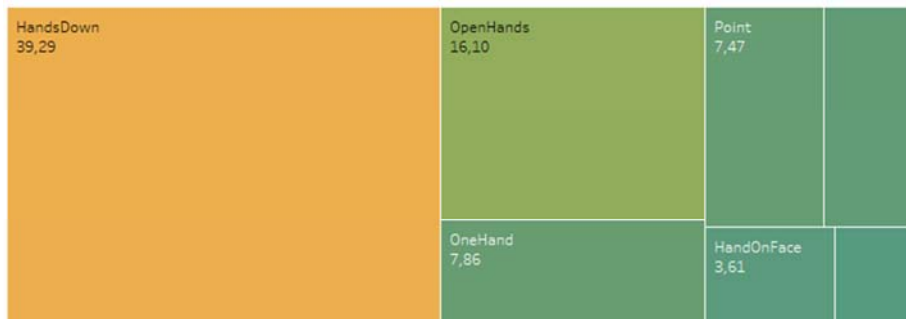 HandsDown
39,29
OpenHands
16,10
OneHand
7,86
Point
7,47
HandOnFace
3,61